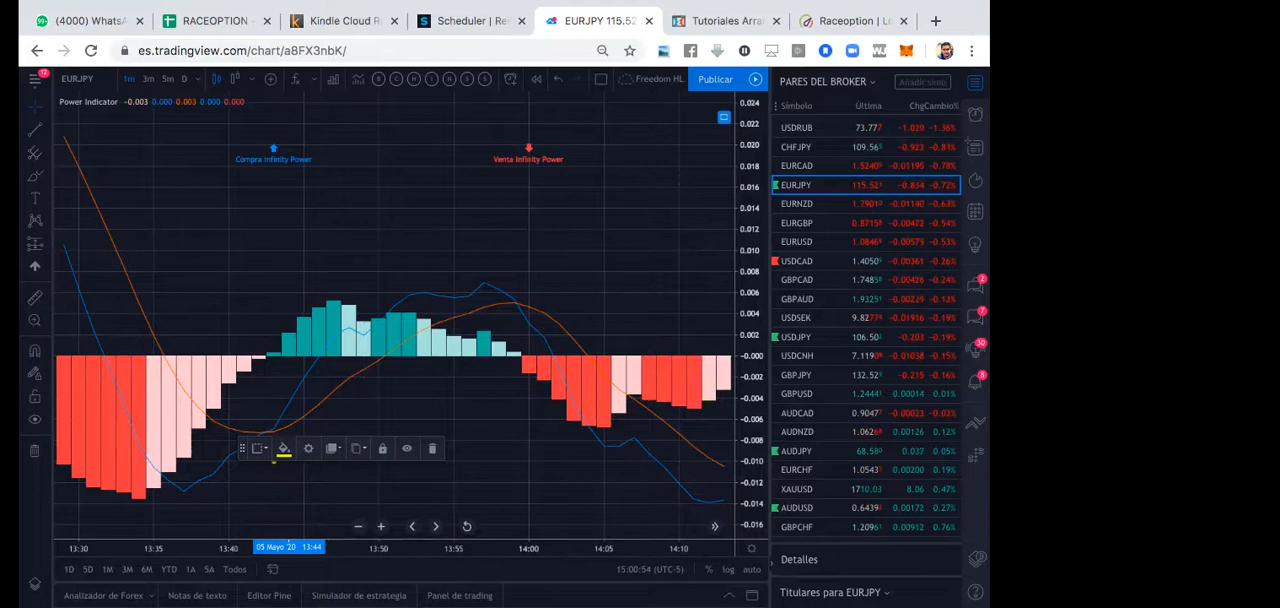 (4000) WhatsA
RACEOPTION -
Kindle Cloud R
Scheduler | Re
EURJPY 115.52
Tutoriales Arran
Raceoption | Lo
es.tradingview.com/chart/a8FX3nbK/
12
EURJPY
1m 3m 5m D
B C H I N A S
Freedom HL
Publicar
PARES DEL BROKER
Añadir símb
Power Indicator -0.003 0.000 0.003 0.000 0.000
Símbolo Última Chg Cambio%
Compra Infinity Power
Venta Infinity Power
0.024
0.022
0.020
0.018
0.016
0.014
0.012
0.010
0.008
0.006
0.004
0.002
-0.000
-0.002
-0.004
-0.006
-0.008
-0.010
-0.012
-0.014
-0.016
USDRUB 73.777 -1.020 -1.36%
CHFJPY 109.56 -0.923 -0.83%
EURCAD 1.5240 -0.01195 -0.78%
EURJPY 115.52 -0.834 -0.72%
EURNZD 1.7901 -0.01140 -0.63%
EURGBP 0.8715 -0.00472 -0.54%
EURUSD 1.0846 -0.00575 -0.53%
USDCAD 1.4050 -0.00361 -0.26%
GBPCAD 1.7485 -0.00426 -0.24%
GBPAUD 1.9325 -0.00229 -0.12%
USDSEK 9.82774 -0.01916 -0.19%
USDJPY 106.50 -0.203 -0.19%
USDCNH 7.1190 -0.01038 -0.15%
GBPJPY 132.52 -0.215 -0.16%
GBPUSD 1.2444 0.00014 0.01%
AUDCAD 0.9047 -0.00023 -0.03%
AUDNZD 1.0626 0.00126 0.12%
AUDJPY 68.58 0.037 0.05%
EURCHF 1.0543 0.00200 0.19%
XAUUSD 1710.03 8.06 0.47%
AUDUSD 0.6439 0.00172 0.27%
GBPCHF 1.2096 0.00912 0.76%
2
7
30
8
13:30 13:35 13:40 05 Mayo '20 13:44 13:50 13:55 14:00 14:05 14:10
1D 5D 1M 3M 6M YTD 1A 5A Todos
15:00:54 (UTC-5) % log auto
Detalles
Titulares para EURJPY
Analizador de Forex Notas de texto Editor Pine Simulador de estrategia Panel de trading